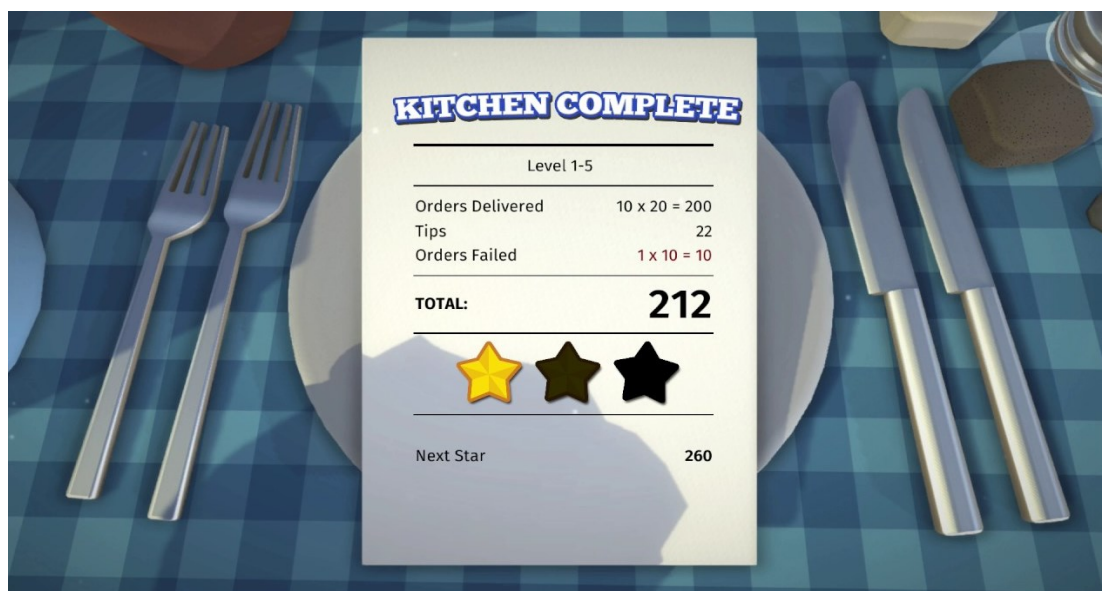 KITCHEN COMPLETE
Level 1-5
Orders Delivered 10 x 20 = 200
Tips 22
Orders Failed 1 x 10 = 10
TOTAL: 212
Next Star 260